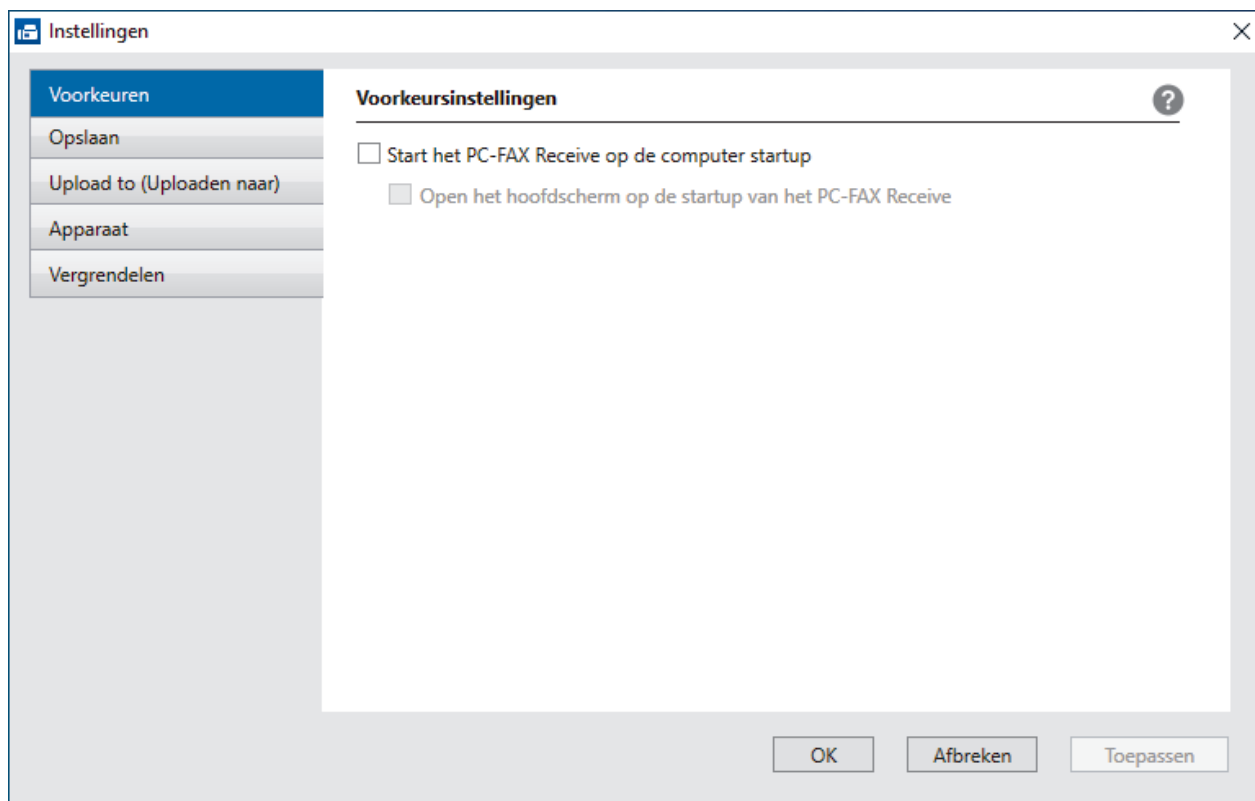 Instellingen
Voorkeuren
Opslaan
Upload to (Uploaden naar)
Apparaat
Vergrendelen
Voorkeursinstellingen
?
Start het PC-FAX Receive op de computer startup
Open het hoofdscherm op de startup van het PC-FAX Receive
OK
Afbreken
Toepassen